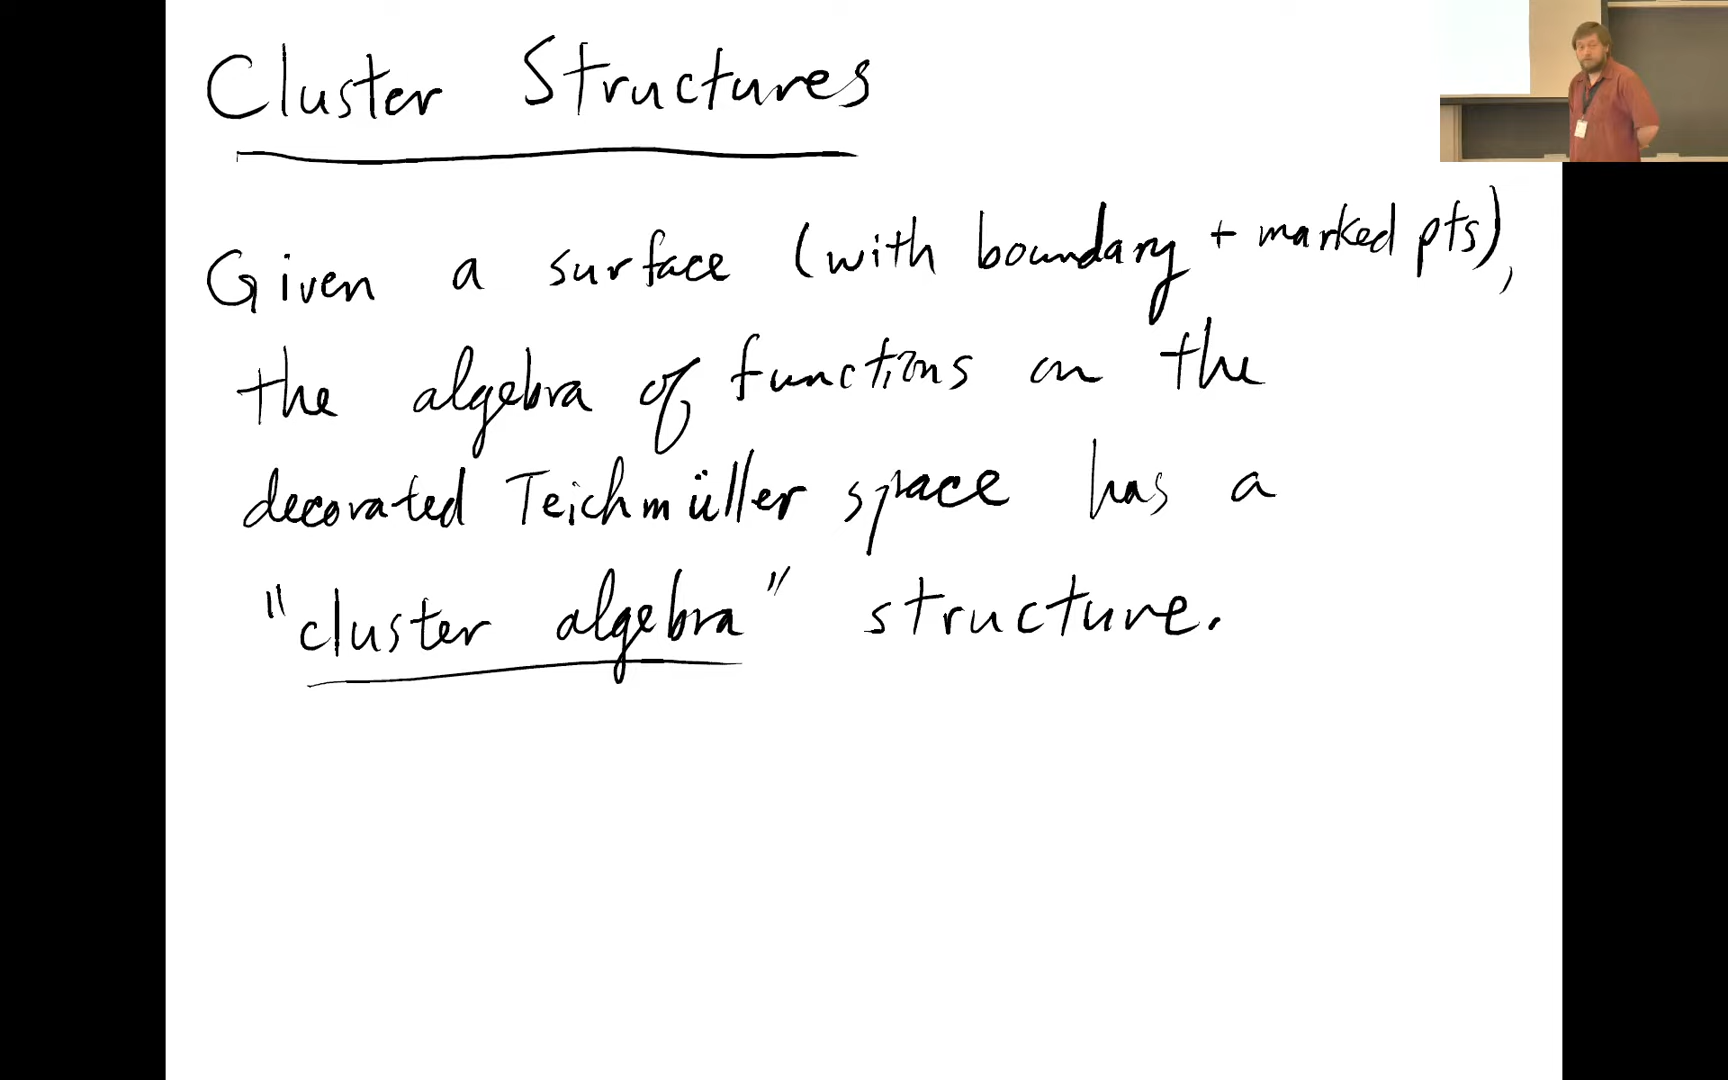 Cluster Structures
Given a surface (with boundary + marked pts),
the algebra of functions on the
decorated Teichmüller space has a
"cluster algebra" structure.